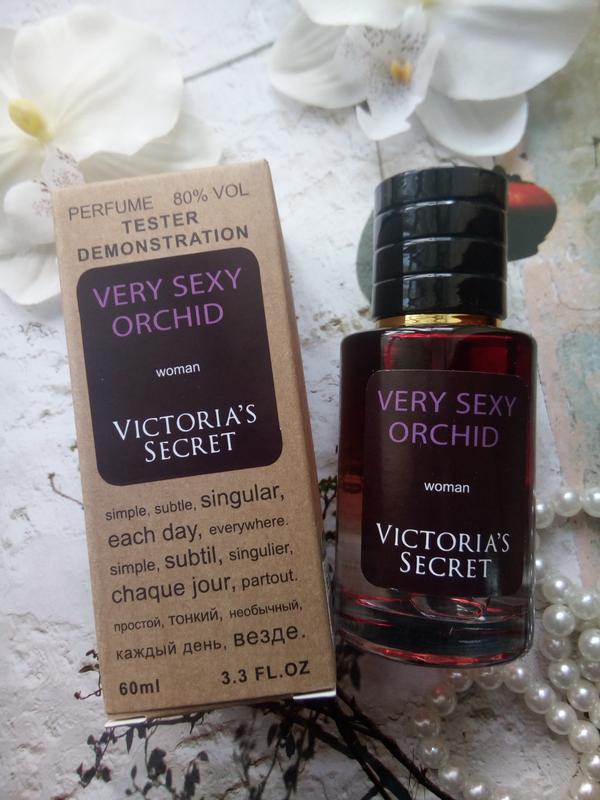 PERFUME 80% VOL
TESTER
DEMONSTRATION
VERY SEXY
ORCHID
woman
VICTORIA'S
SECRET
simple, subtle, singular,
each day, everywhere.
simple, subtil, singulier,
chaque jour, partout.
простой, тонкий, необычный,
каждый день, везде.
60ml 3.3 FL.OZ
VERY SEXY
ORCHID
woman
VICTORIA'S
SECRET